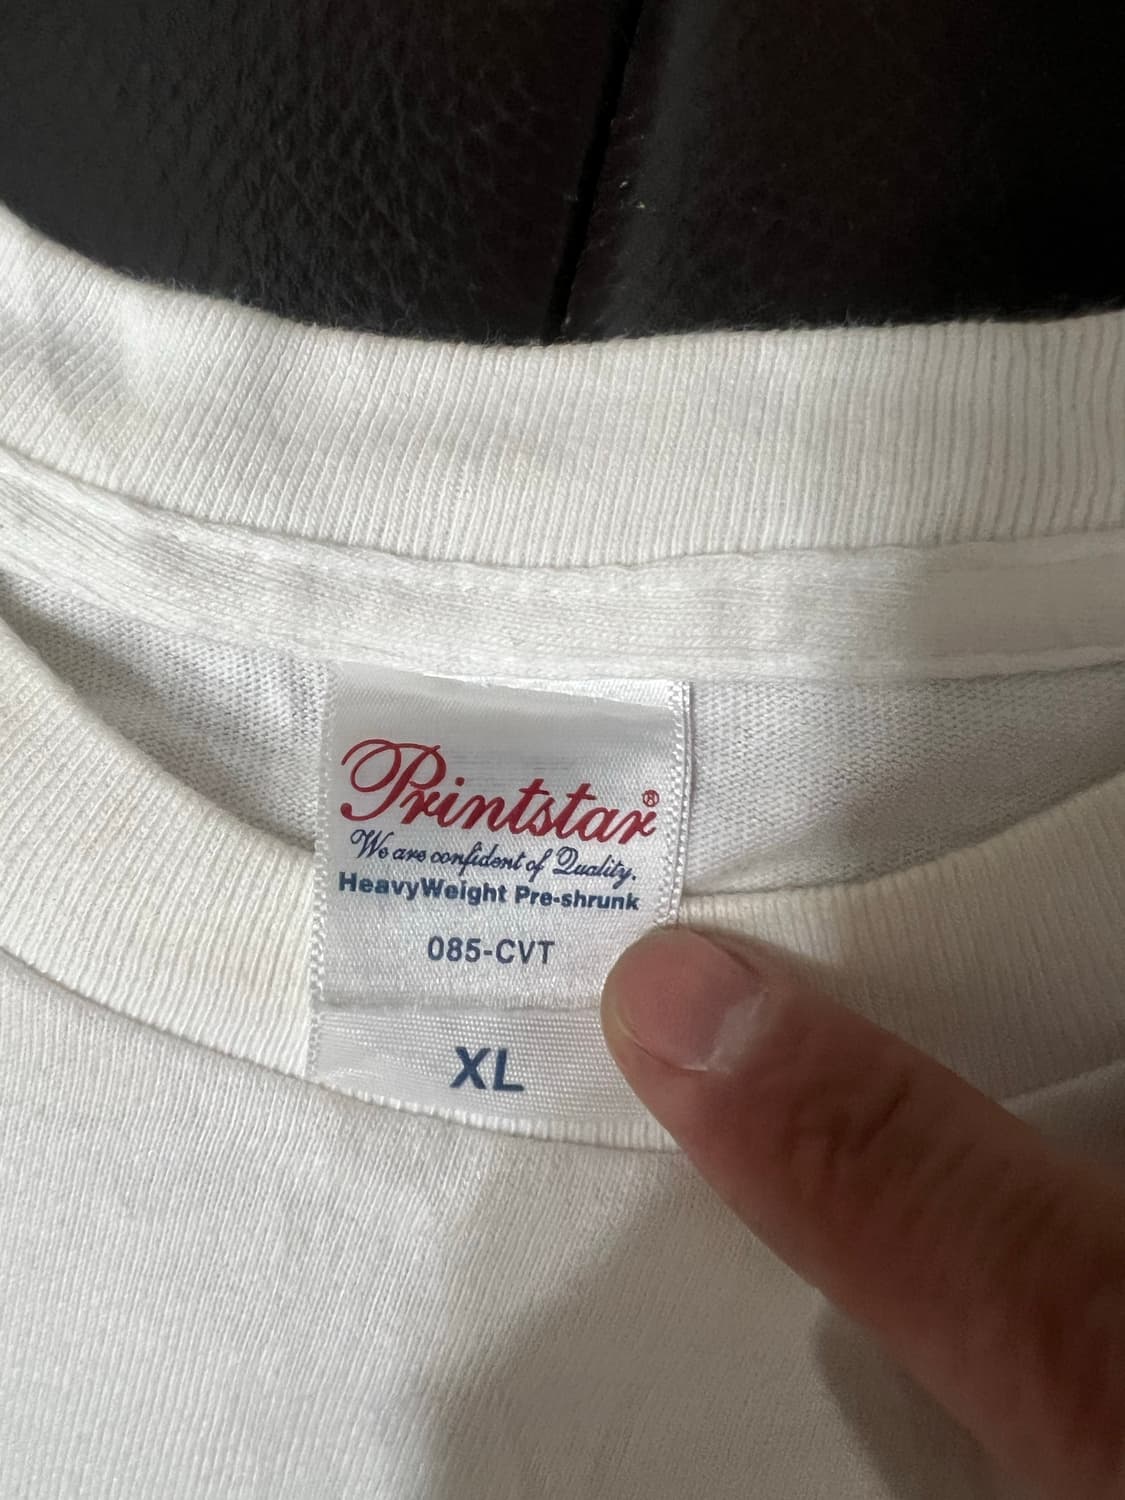 Printstar®
We are confident of Quality.
HeavyWeight Pre-shrunk
085-CVT
XL